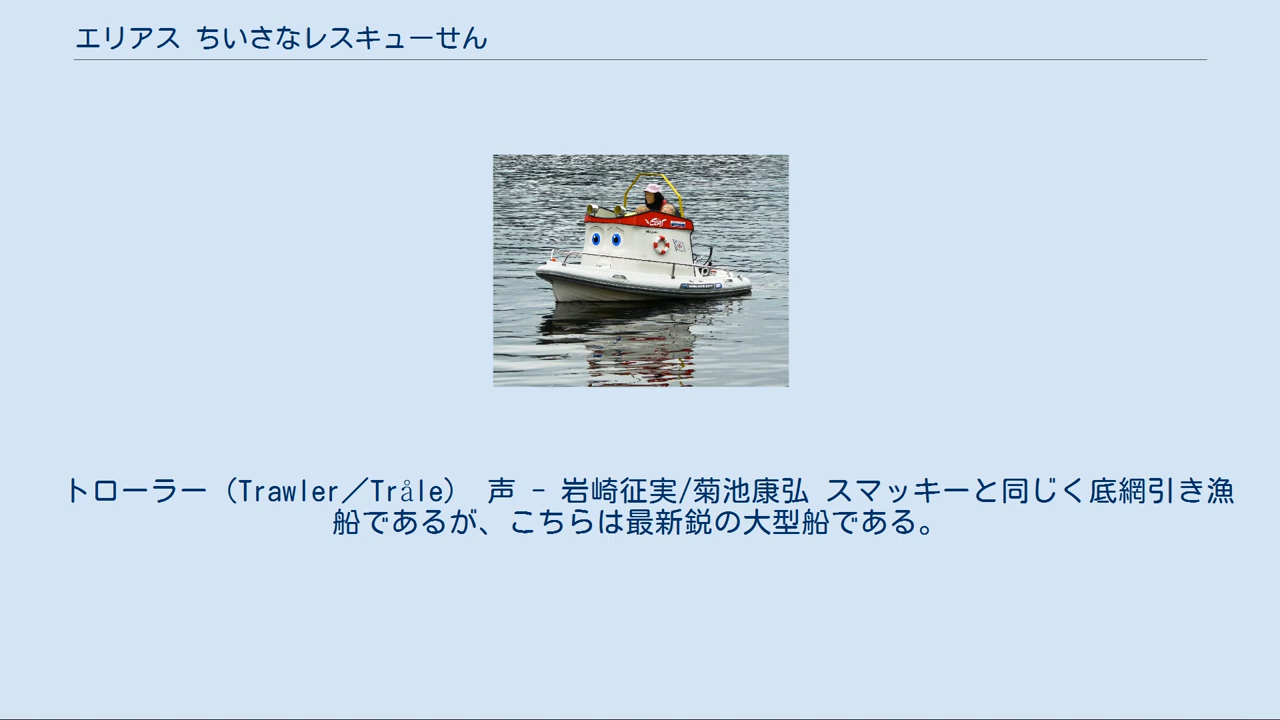 エリアス ちいさなレスキューせん
トローラー（Trawler／Tråle） 声 - 岩崎征実/菊池康弘 スマッキーと同じく底網引き漁
船であるが、こちらは最新鋭の大型船である。